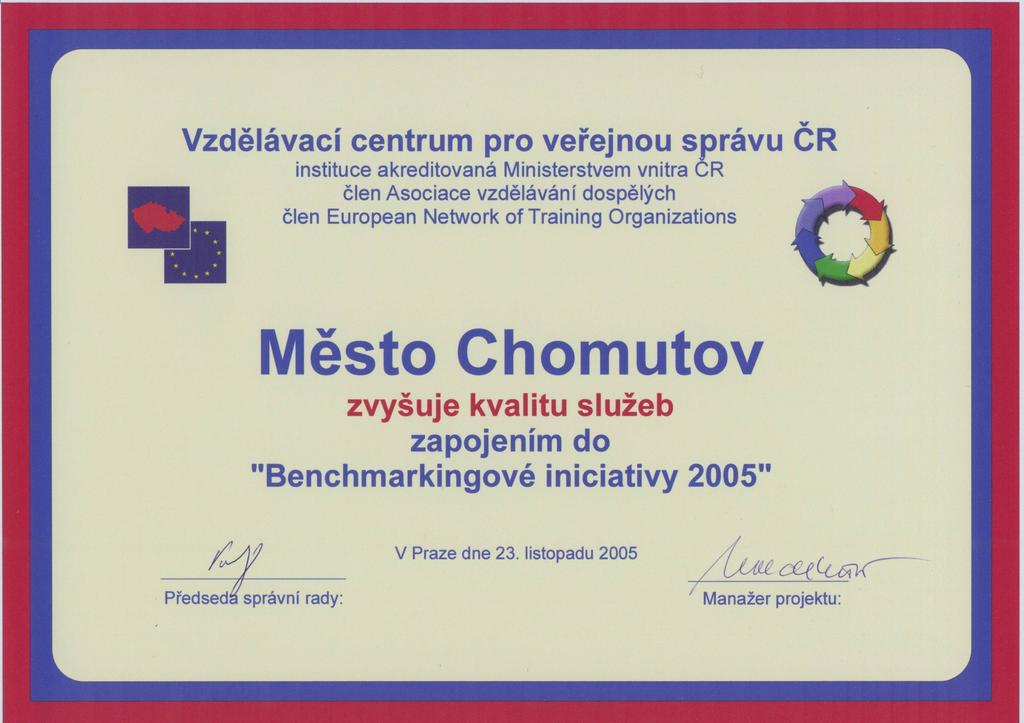 Vzdělávací centrum pro veřejnou správu ČR
instituce akreditovaná Ministerstvem vnitra ČR
člen Asociace vzdělávání dospělých
člen European Network of Training Organizations
Město Chomutov
zvyšuje kvalitu služeb
zapojením do
"Benchmarkingové iniciativy 2005"
V Praze dne 23. listopadu 2005
Předseda správní rady:
Manažer projektu: